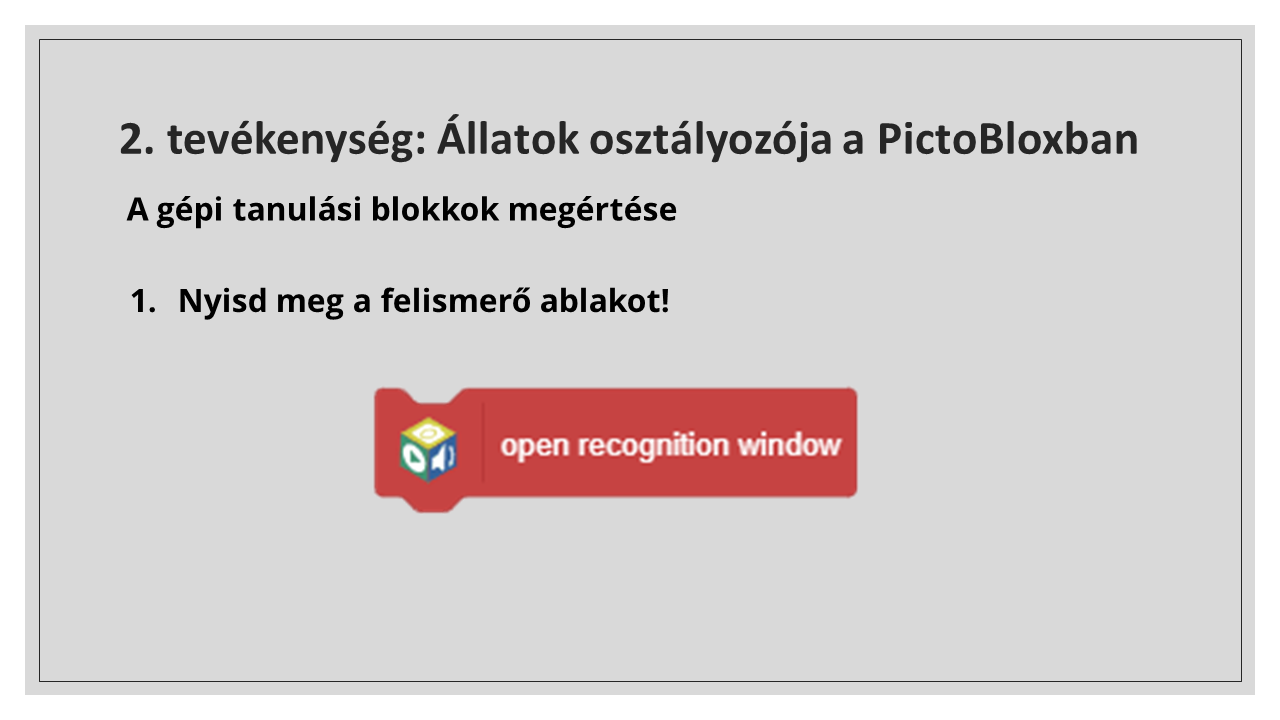 2. tevékenység: Állatok osztályozója a PictoBloxban
A gépi tanulási blokkok megértése
1. Nyisd meg a felismerő ablakot!
open recognition window